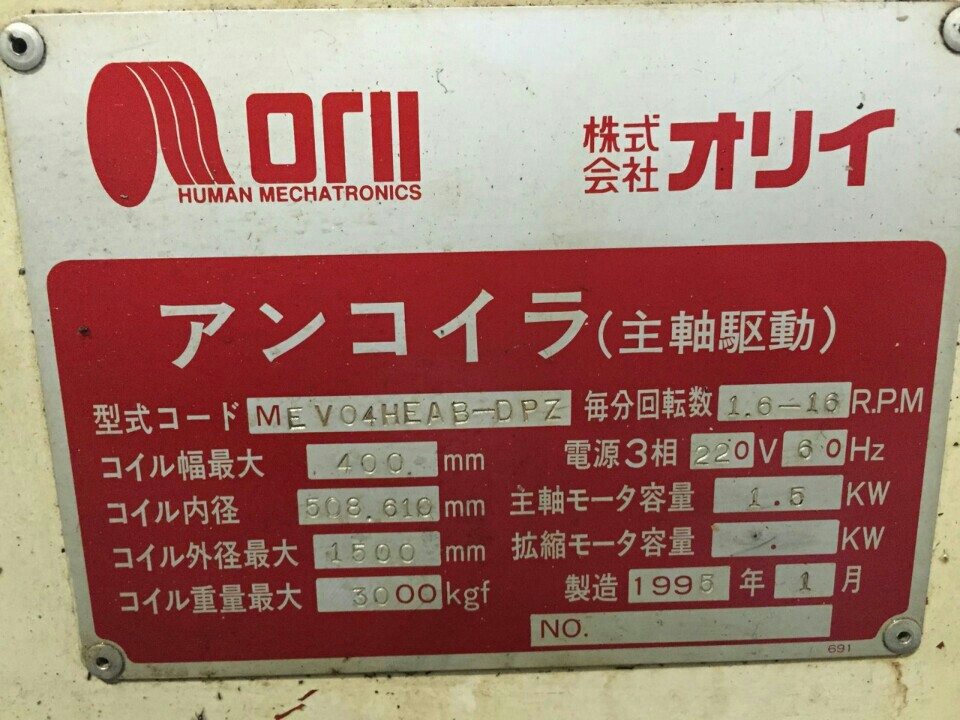 orii
HUMAN MECHATRONICS
株式会社オリイ
アンコイラ(主軸駆動)
型式コード MEV04HEAB-DPZ 毎分回転数 1.6-16 R.P.M
コイル幅最大 400. mm 電源3相 220 V 60 Hz
コイル内径 508.610 mm 主軸モータ容量 1.5 KW
コイル外径最大 1500 mm 拡縮モータ容量 KW
コイル重量最大 3000 kgf 製造 1995 年 1 月
NO.
691